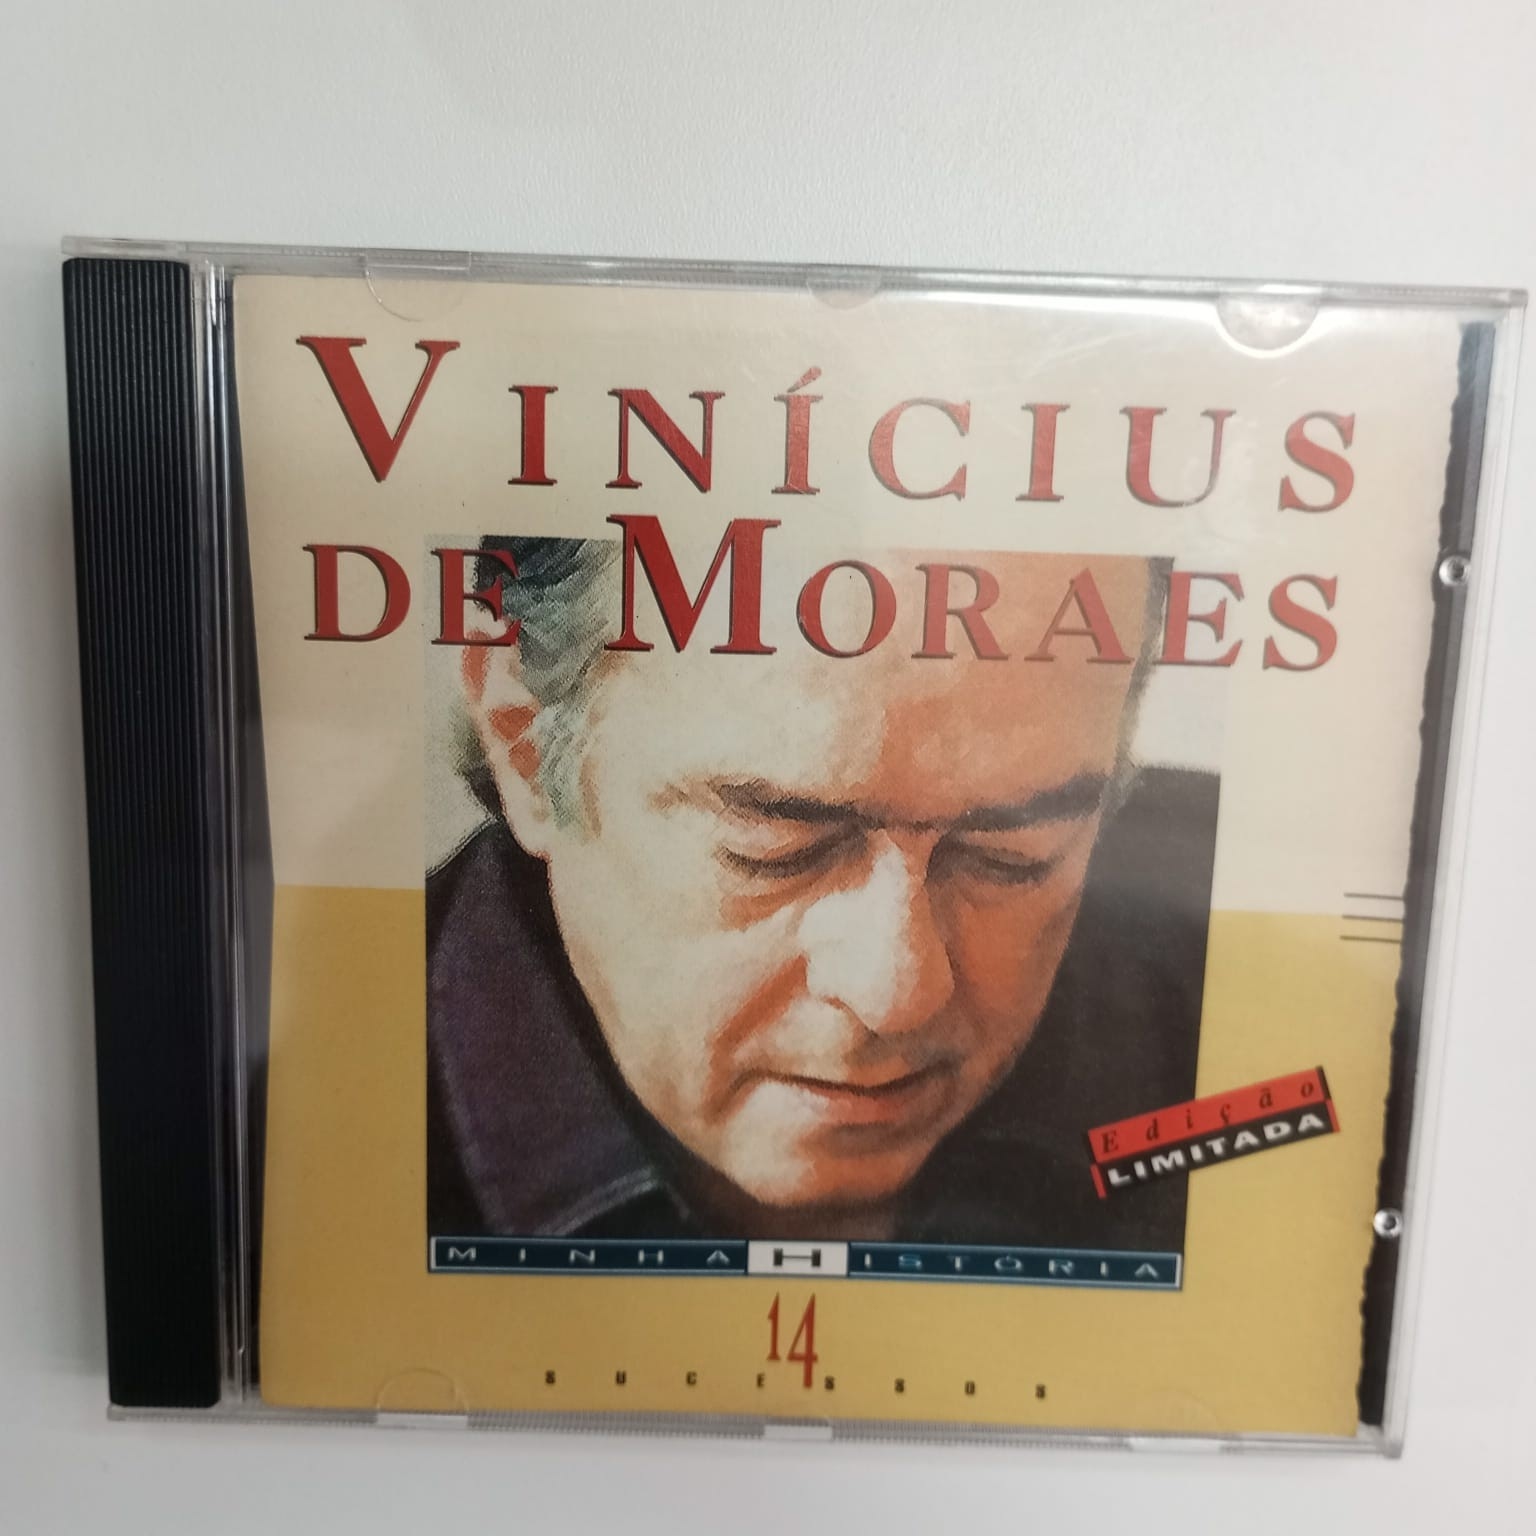 VINÍCIUS
DE MORAES
Edição
LIMITADA
MINHA HISTÓRIA
14
SUCESSOS